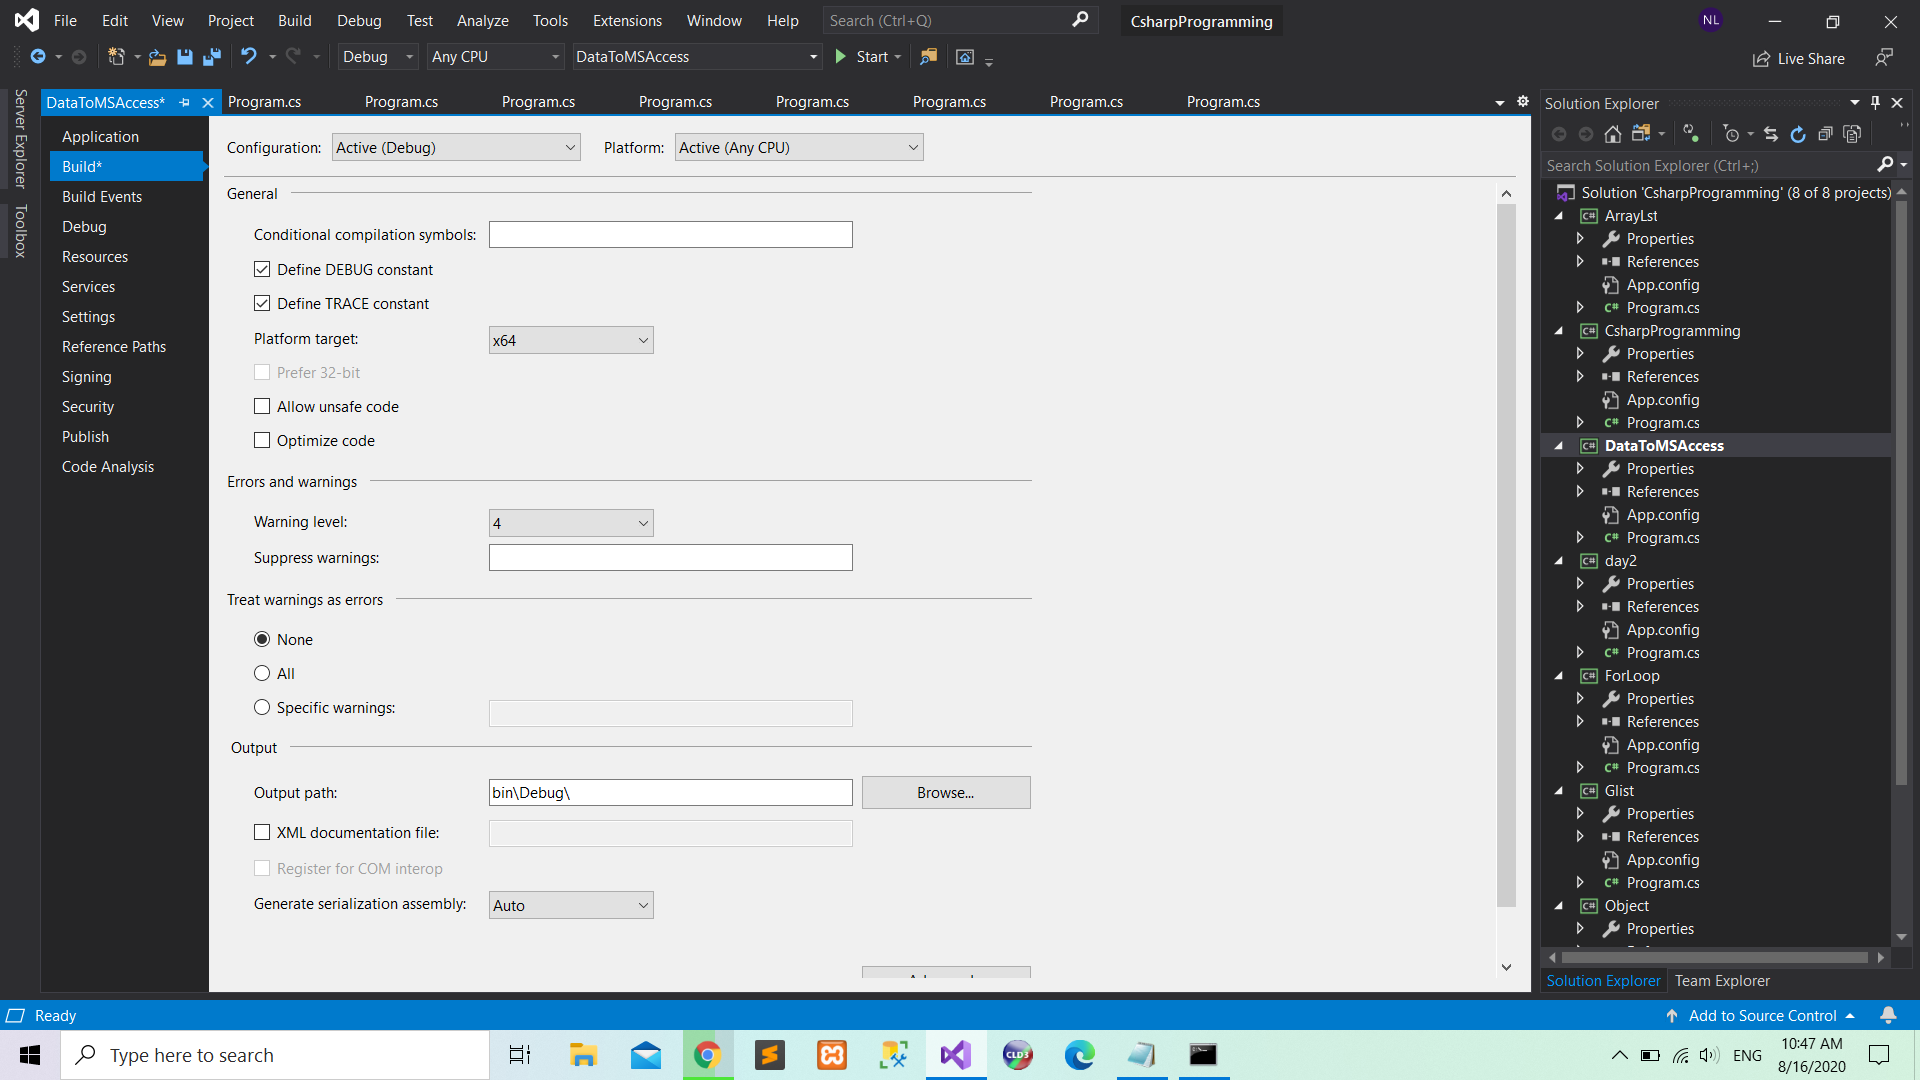 File Edit View Project Build Debug Test Analyze Tools Extensions Window Help Search (Ctrl+Q) CsharpProgramming NL
Debug Any CPU DataToMSAccess Start Live Share
Server Explorer
Toolbox
DataToMSAccess* Program.cs Program.cs Program.cs Program.cs Program.cs Program.cs Program.cs Program.cs
Application
Build*
Build Events
Debug
Resources
Services
Settings
Reference Paths
Signing
Security
Publish
Code Analysis
Configuration: Active (Debug) Platform: Active (Any CPU)
General
Conditional compilation symbols:
Define DEBUG constant
Define TRACE constant
Platform target: x64
Prefer 32-bit
Allow unsafe code
Optimize code
Errors and warnings
Warning level: 4
Suppress warnings:
Treat warnings as errors
None
All
Specific warnings:
Output
Output path: bin\Debug\ Browse...
XML documentation file:
Register for COM interop
Generate serialization assembly: Auto
Solution Explorer
Search Solution Explorer (Ctrl+;)
Solution 'CsharpProgramming' (8 of 8 projects)
C# ArrayLst
Properties
References
App.config
C# Program.cs
C# CsharpProgramming
Properties
References
App.config
C# Program.cs
C# DataToMSAccess
Properties
References
App.config
C# Program.cs
C# day2
Properties
References
App.config
C# Program.cs
C# ForLoop
Properties
References
App.config
C# Program.cs
C# Glist
Properties
References
App.config
C# Program.cs
C# Object
Properties
Solution Explorer Team Explorer
Ready Add to Source Control
Type here to search CLD3 ENG 10:47 AM
8/16/2020